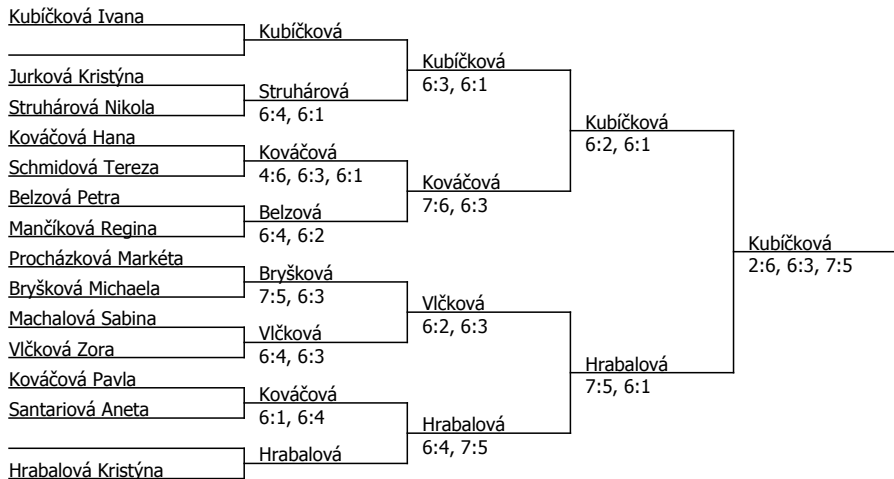 Kubíčková Ivana
Jurková Kristýna
Struhárová Nikola
Kováčová Hana
Schmidová Tereza
Belzová Petra
Mančíková Regina
Procházková Markéta
Bryšková Michaela
Machalová Sabina
Vlčková Zora
Kováčová Pavla
Santariová Aneta
Hrabalová Kristýna
Kubíčková
Struhárová
6:4, 6:1
Kováčová
4:6, 6:3, 6:1
Belzová
6:4, 6:2
Bryšková
7:5, 6:3
Vlčková
6:4, 6:3
Kováčová
6:1, 6:4
Hrabalová
Kubíčková
6:3, 6:1
Kováčová
7:6, 6:3
Vlčková
6:2, 6:3
Hrabalová
6:4, 7:5
Kubíčková
6:2, 6:1
Hrabalová
7:5, 6:1
Kubíčková
2:6, 6:3, 7:5